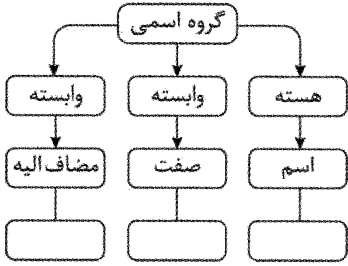 گروه اسمی
هسته
وابسته
وابسته
اسم
صفت
مضاف الیه